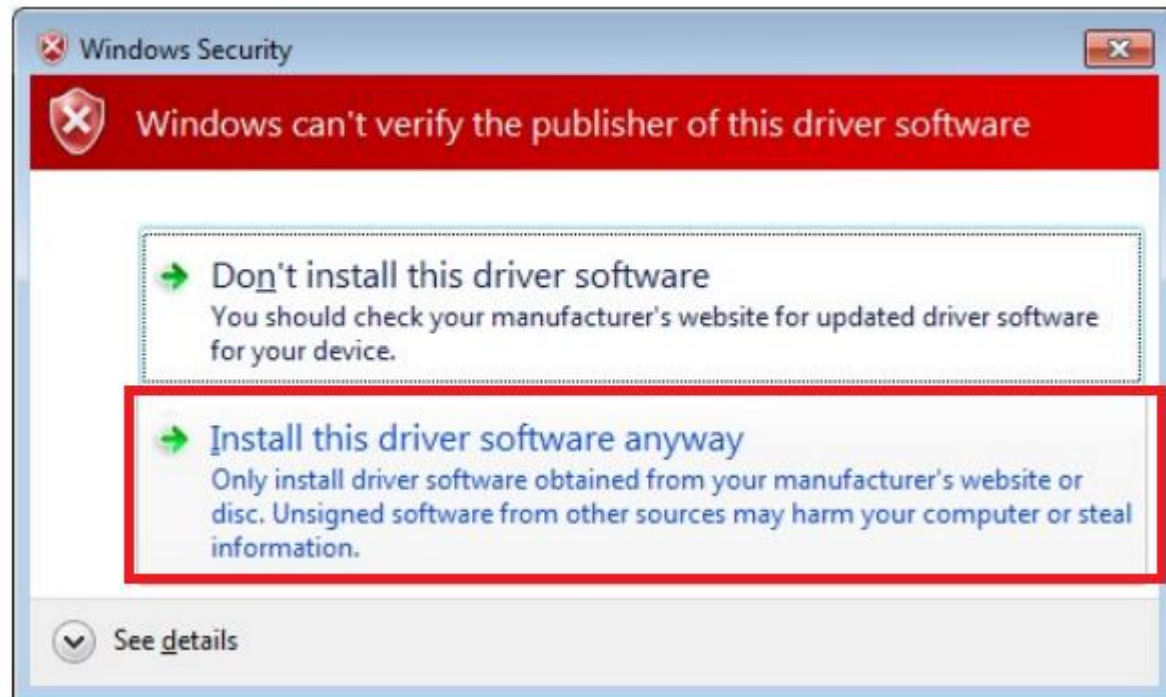 Windows Security
Windows can't verify the publisher of this driver software
Don't install this driver software
You should check your manufacturer's website for updated driver software
for your device.
Install this driver software anyway
Only install driver software obtained from your manufacturer's website or
disc. Unsigned software from other sources may harm your computer or steal
information.
See details